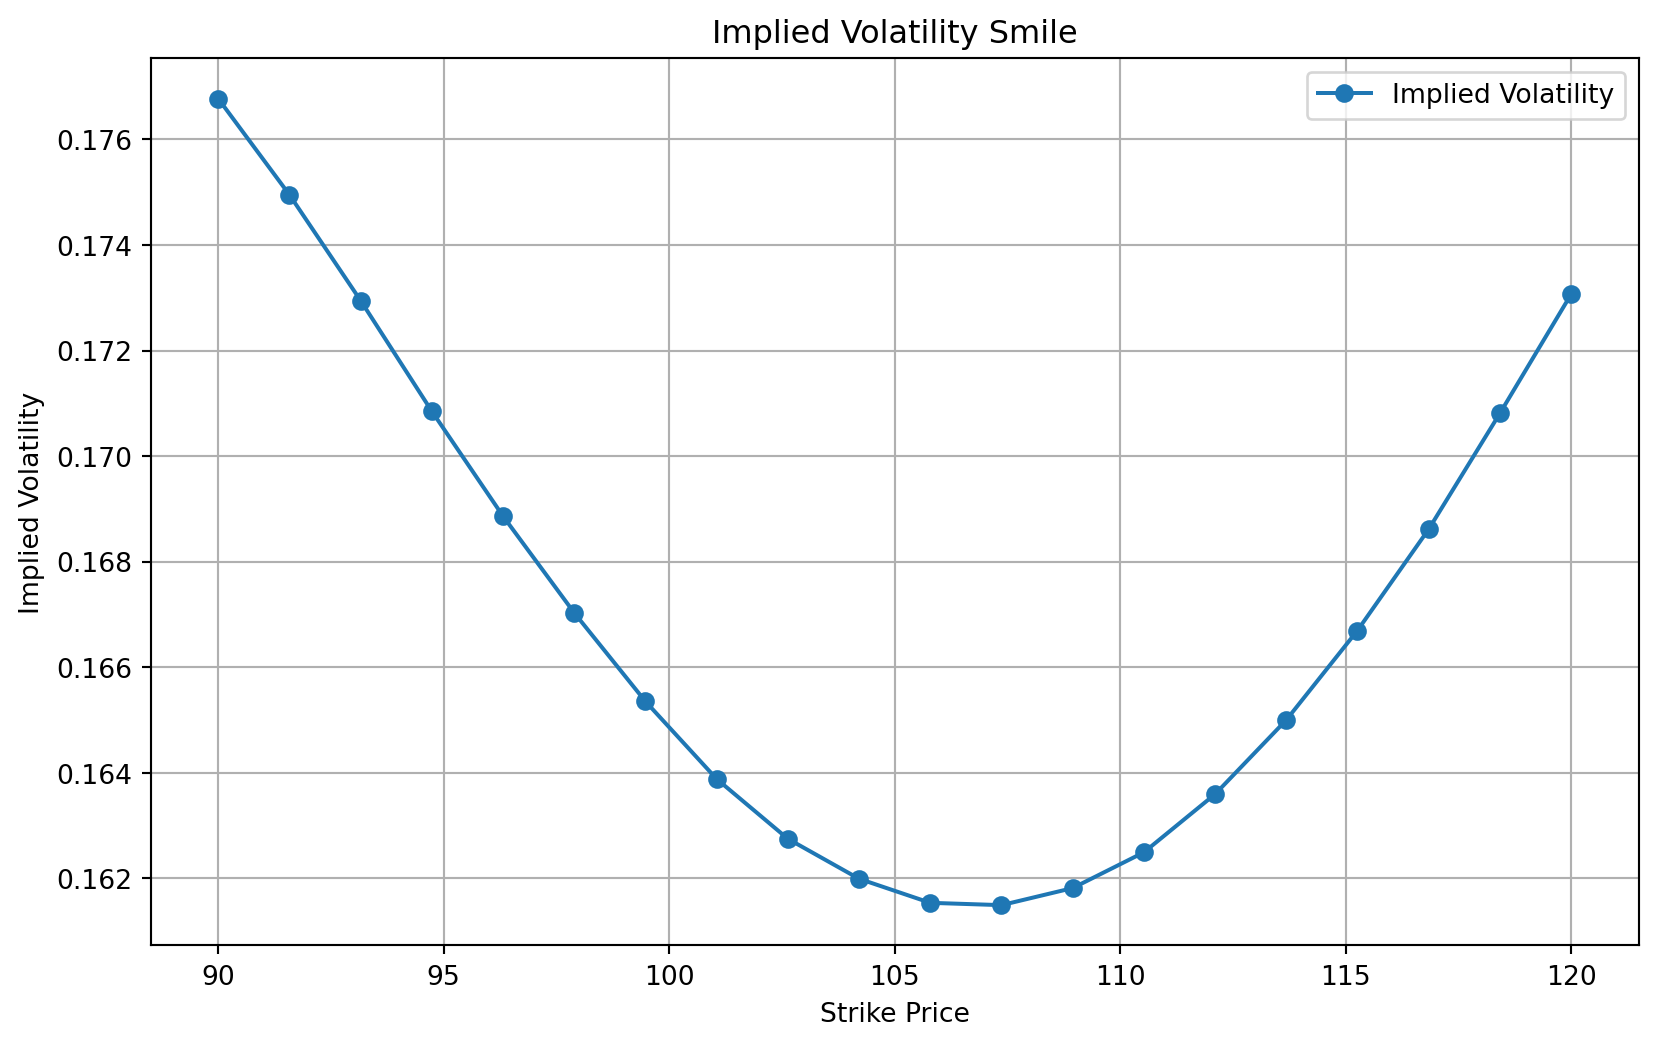 Implied Volatility Smile
Implied Volatility
0.176
0.174
0.172
0.170
0.168
0.166
0.164
0.162
Implied Volatility
90 95 100 105 110 115 120
Strike Price